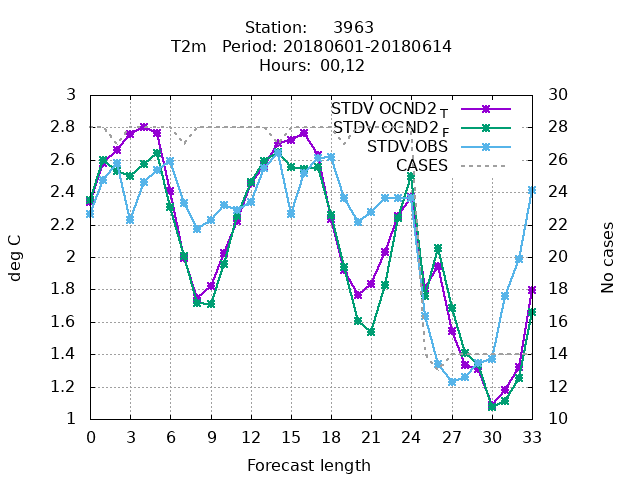 Station: 3963
T2m Period: 20180601-20180614
Hours: 00,12
3 30
STDV OCND2 T
2.8 28
STDV OCND2 F
STDV OBS
2.6 26
CASES
2.4 24
2.2 22
2 20
1.8 18
1.6 16
1.4 14
1.2 12
1 10
0 3 6 9 12 15 18 21 24 27 30 33
Forecast length
deg C
No cases